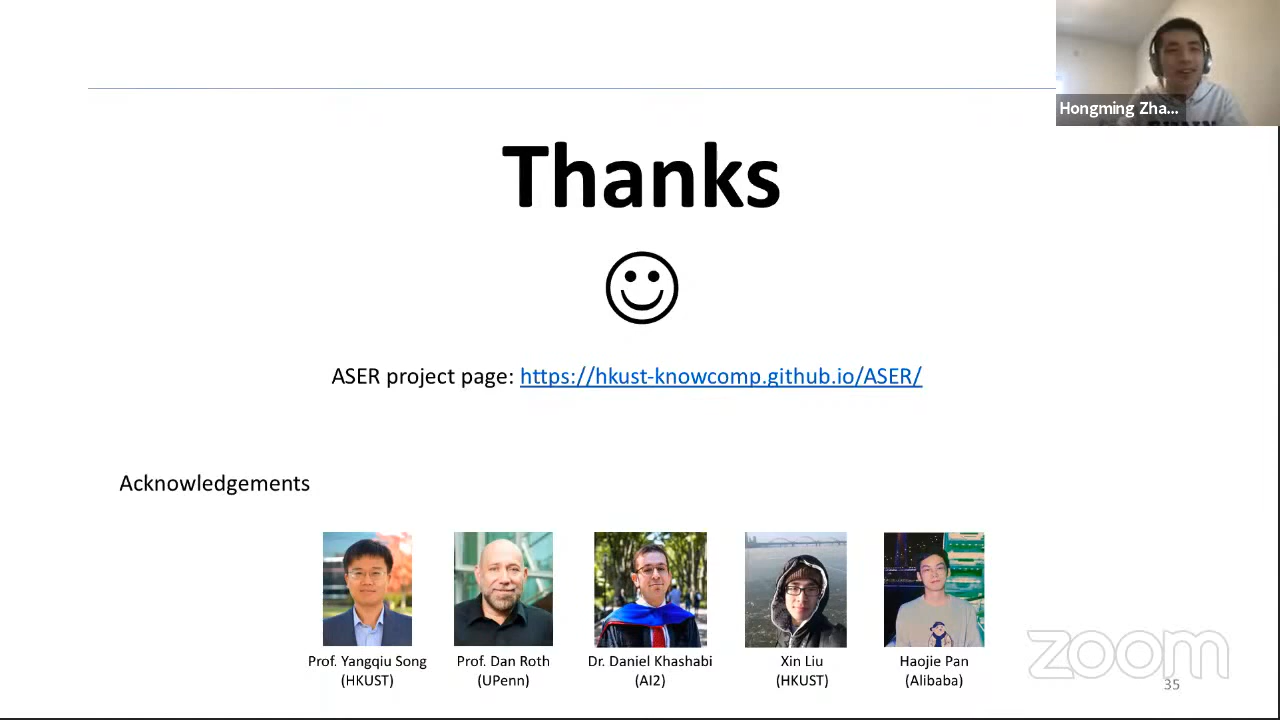 Hongming Zha...
Thanks
ASER project page: https://hkust-knowcomp.github.io/ASER/
Acknowledgements
Prof. Yangqiu Song
(HKUST)
Prof. Dan Roth
(UPenn)
Dr. Daniel Khashabi
(AI2)
Xin Liu
(HKUST)
Haojie Pan
(Alibaba)
zoom
35